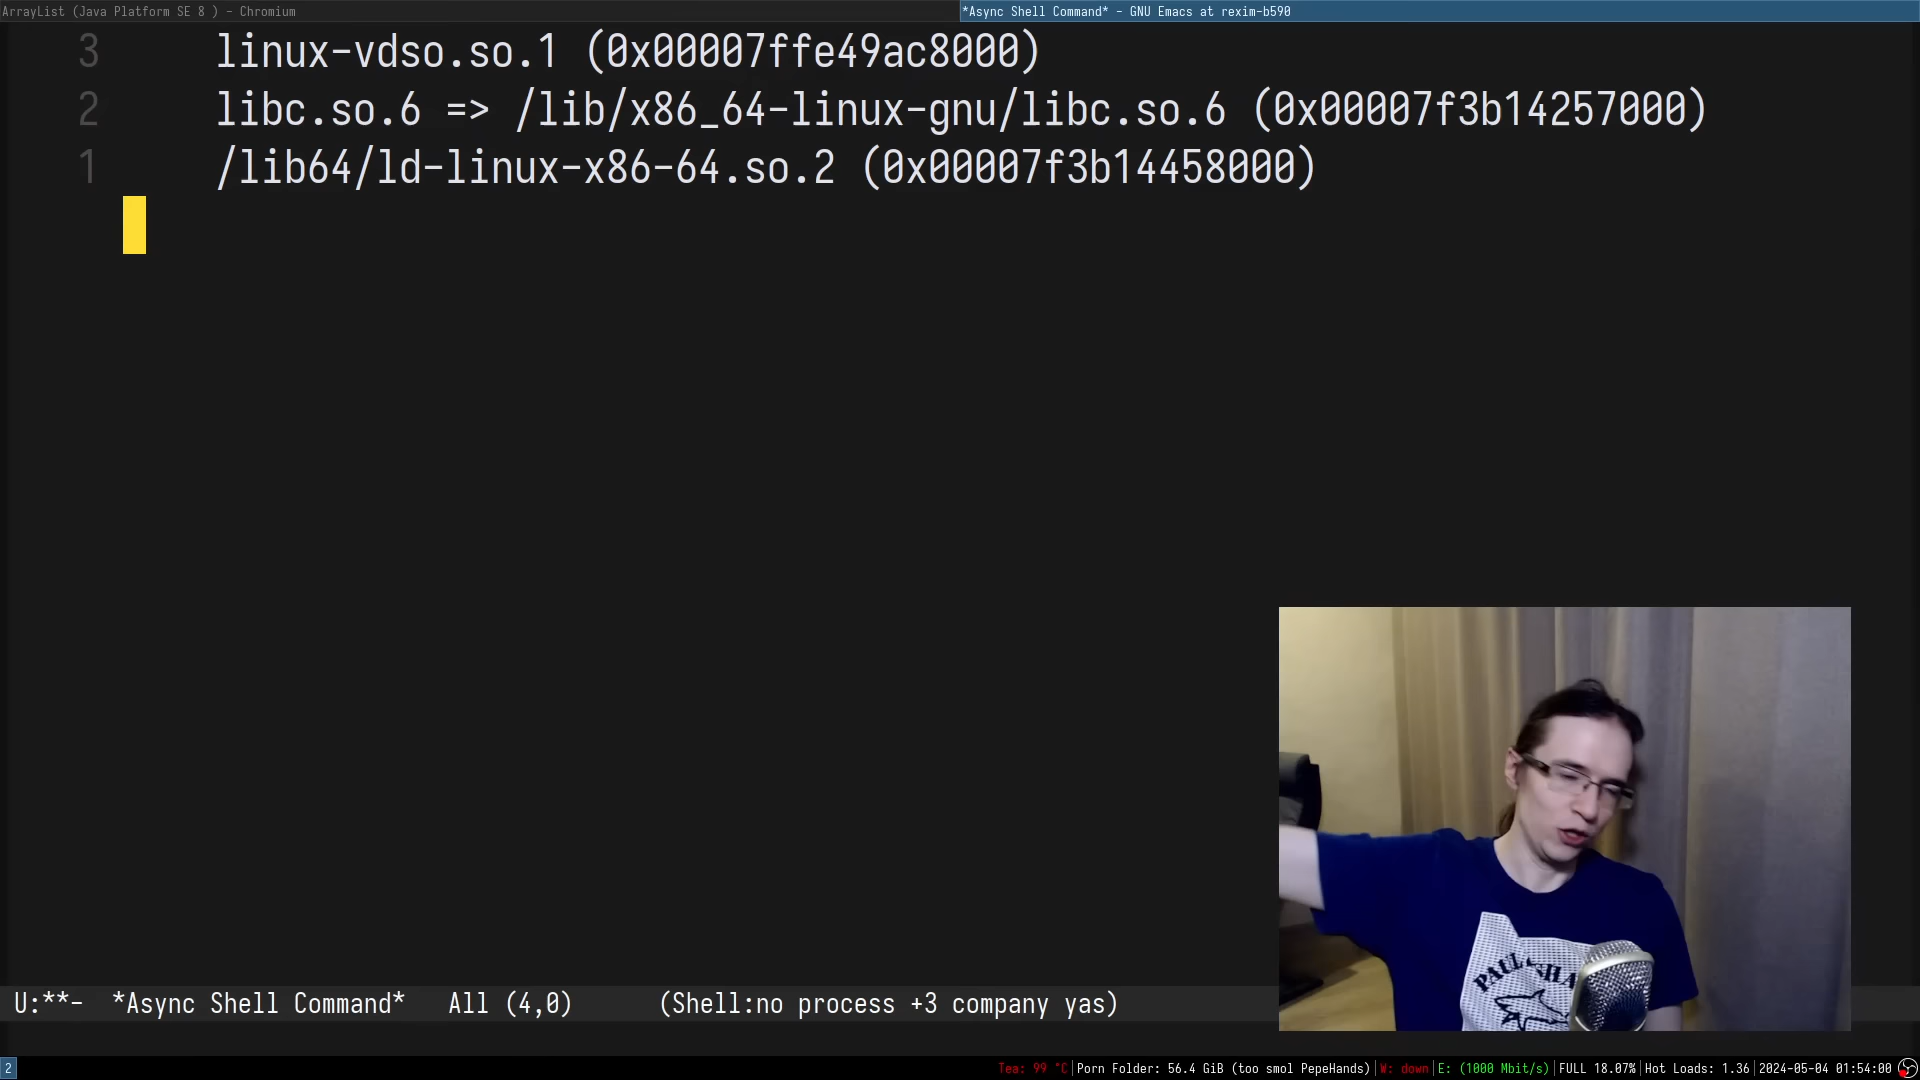 ArrayList (Java Platform SE 8 ) - Chromium
*Async Shell Command* - GNU Emacs at rexim-b590
3 linux-vdso.so.1 (0x00007ffe49ac8000)
2 libc.so.6 => /lib/x86_64-linux-gnu/libc.so.6 (0x00007f3b14257000)
1 /lib64/ld-linux-x86-64.so.2 (0x00007f3b14458000)
PAUL SHA
U:**- *Async Shell Command* All (4,0) (Shell:no process +3 company yas)
2 Tea: 99 °C|Porn Folder: 56.4 GiB (too smol PepeHands)|W: down|E: (1000 Mbit/s)|FULL 18.07%|Hot Loads: 1.36|2024-05-04 01:54:00